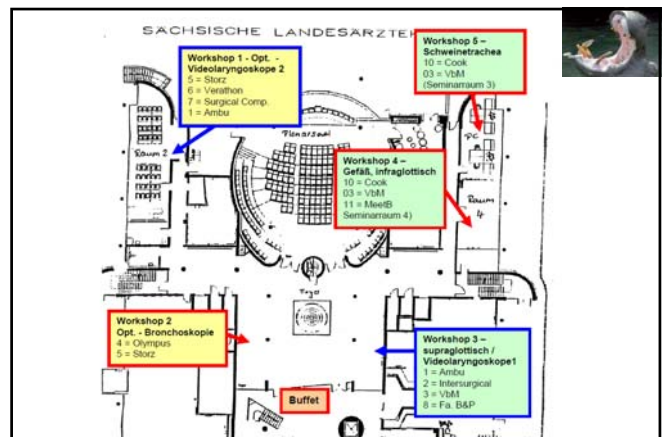 SÄCHSISCHE LANDESÄRZTEK
Workshop 1 - Opt. -
Videolaryngoskope 2
5 = Storz
6 = Verathon
7 = Surgical Comp.
1 = Ambu
Workshop 5 –
Schweinetrachea
10 = Cook
03 = VbM
(Seminarraum 3)
Plenarsaal
Raum 2
PC
Workshop 4 –
Gefäß, infraglottisch
10 = Cook
03 = VbM
11 = MeetB
Seminarraum 4)
Raum
4
Foyer
Workshop 2
Opt. - Bronchoskopie
4 = Olympus
5 = Storz
Workshop 3 –
supraglottisch /
Videolaryngoskope1
1 = Ambu
2 = Intersurgical
3 = VbM
8 = Fa. B&P
Buffet